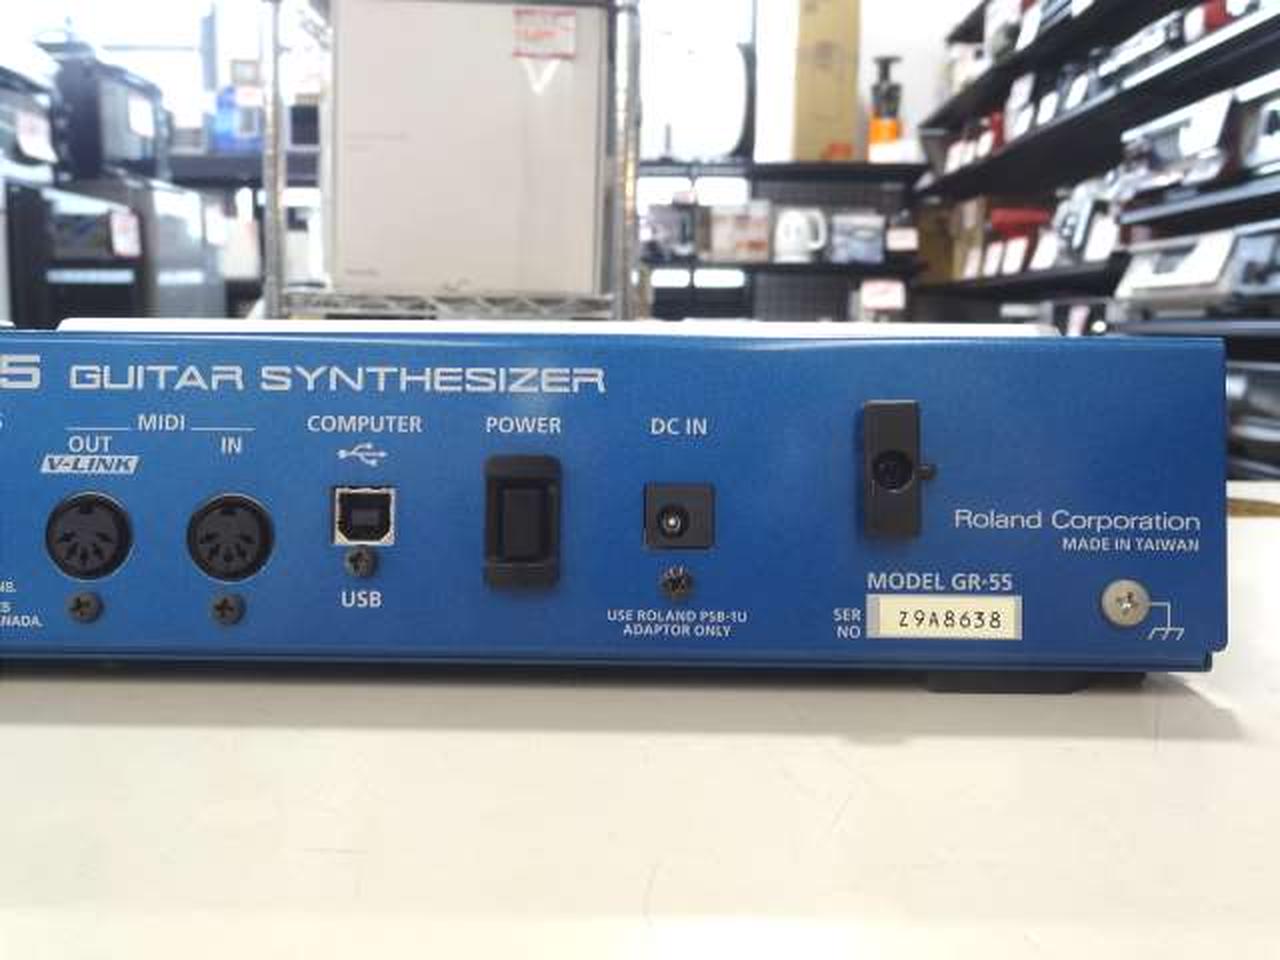 5 GUITAR SYNTHESIZER
MIDI
OUT
IN
V-LINK
COMPUTER
USB
POWER
DC IN
USE ROLAND PSB-1U
ADAPTOR ONLY
Roland Corporation
MADE IN TAIWAN
MODEL GR-55
SER
NO
Z9A8638
ANADA.